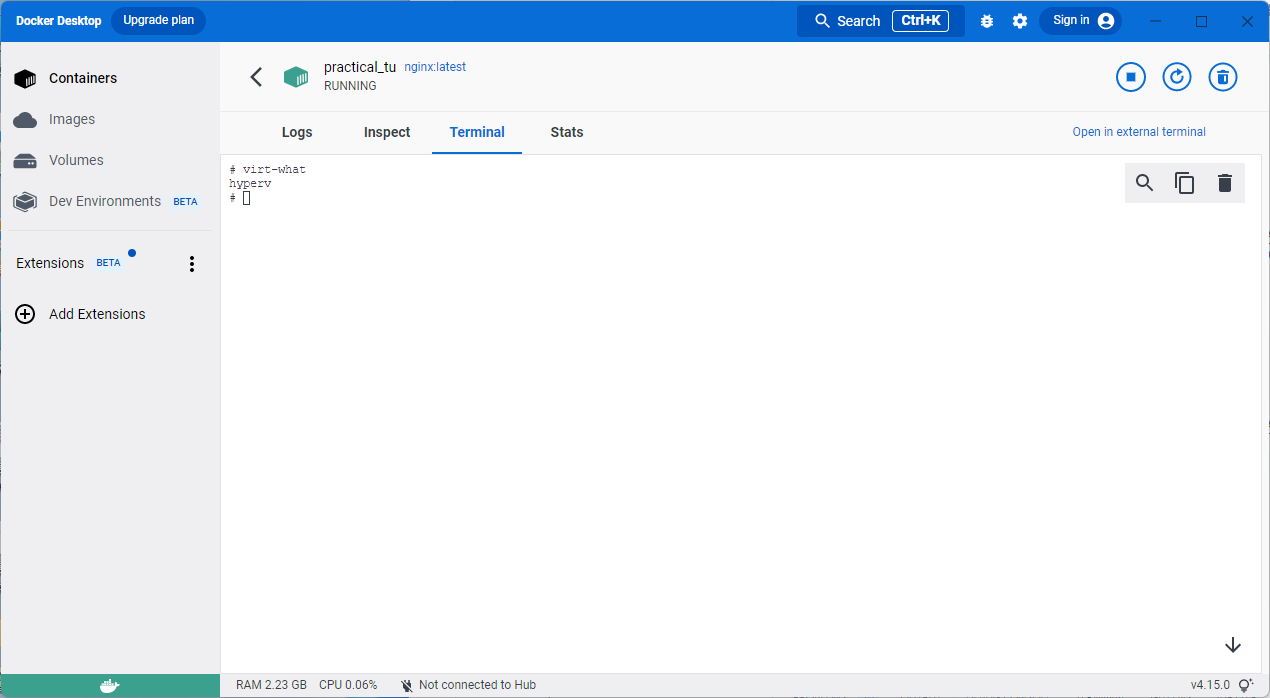 Docker Desktop Upgrade plan Search Ctrl+K Sign in
Containers
Images
Volumes
Dev Environments BETA
Extensions BETA
Add Extensions
practical_tu nginx:latest
RUNNING
Logs Inspect Terminal Stats Open in external terminal
# virt-what
hyperv
#
RAM 2.23 GB CPU 0.06% Not connected to Hub v4.15.0